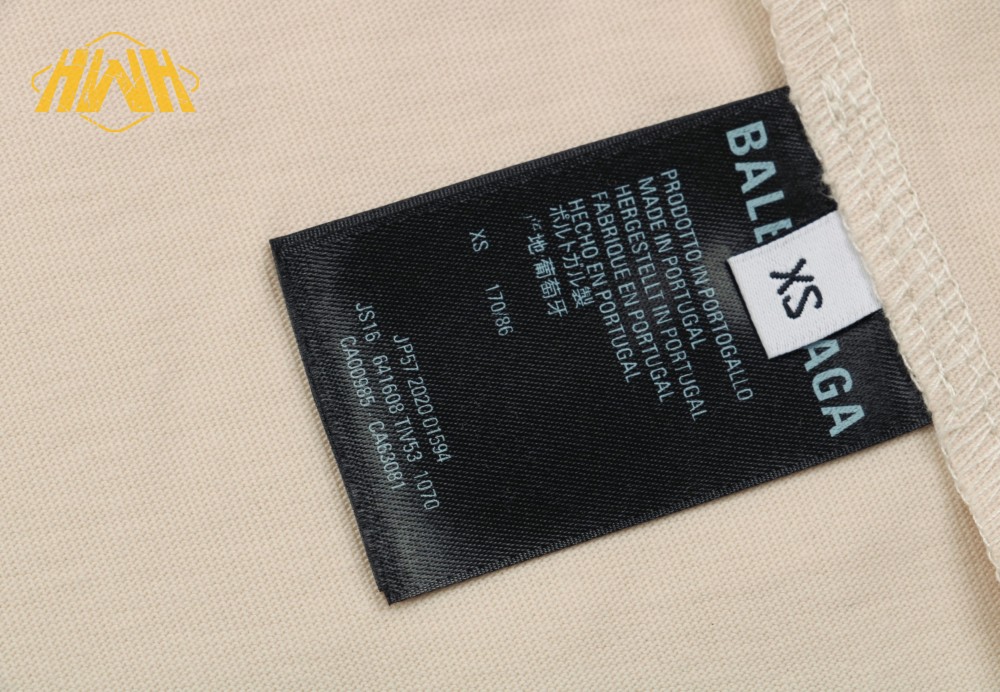 HWH
BALE AGA
XS
PRODOTTO IN PORTOGALLO
MADE IN PORTUGAL
HERGESTELLT IN PORTUGAL
FABRIQUE EN PORTUGAL
HECHO EN PORTUGAL
ポルトガル製
产地:葡萄牙
XS 170/86
JP57 2020 01594
JS16 641608 TIV53 1070
CA00985 / CA63081